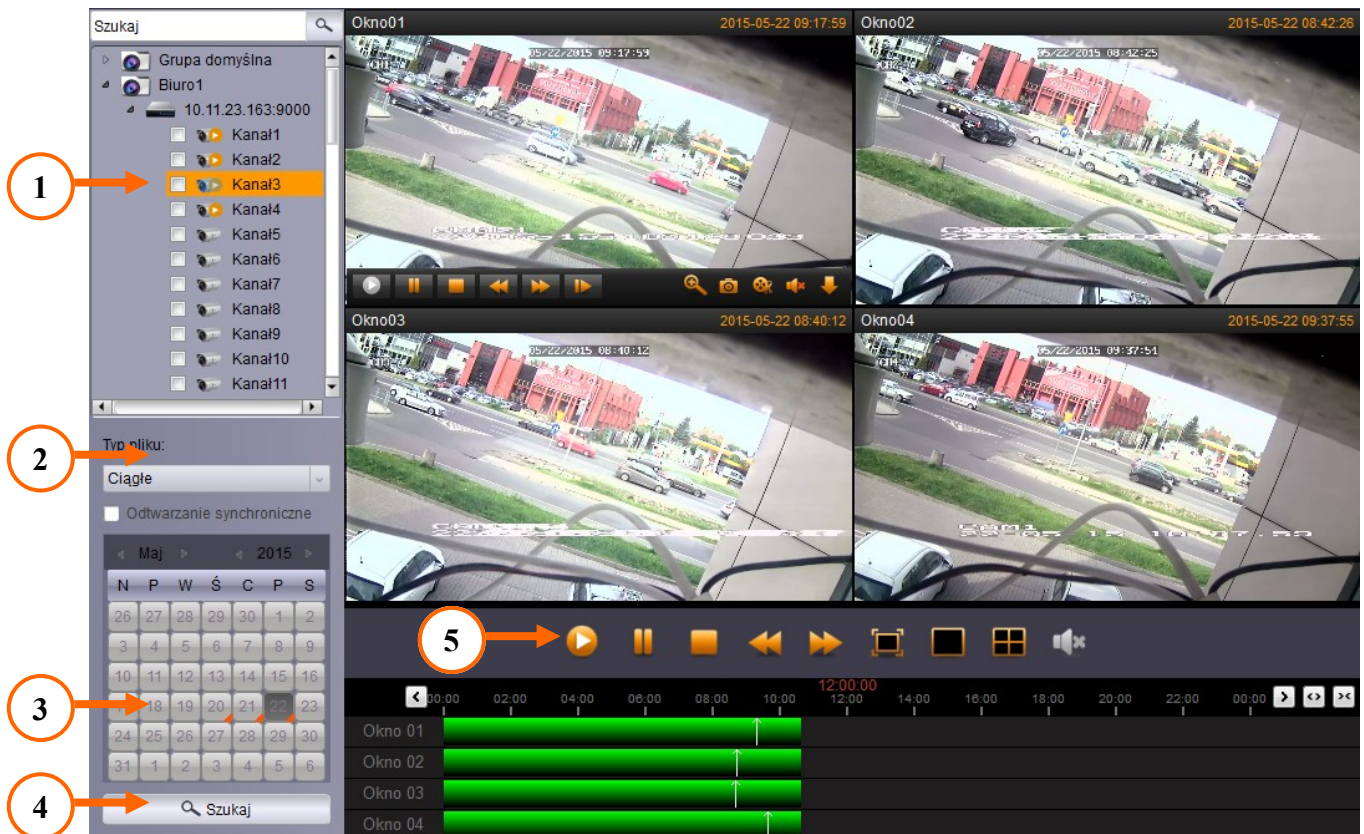 Szukaj
Grupa domyślna
Biuro1
10.11.23.163:9000
Kanał1
Kanał2
Kanał3
Kanał4
Kanał5
Kanał6
Kanał7
Kanał8
Kanał9
Kanał10
Kanał11
1
Typ pliku:
2
Ciągłe
Odtwarzanie synchroniczne
Maj 2015
N P W Ś C P S
26 27 28 29 30 1 2
3 4 5 6 7 8 9
10 11 12 13 14 15 16
18 19 20 21 22 23
3
24 25 26 27 28 29 30
31 1 2 3 4 5 6
4
Szukaj
Okno01 2015-05-22 09:17:59
05/22/2015 09:17:59
CH1
Okno02 2015-05-22 08:42:26
05/22/2015 08:42:25
CH2
Okno03 2015-05-22 08:40:12
05/22/2015 08:40:12
Okno04 2015-05-22 09:37:55
05/22/2015 09:37:54
CH4
CAM1
5
12:00:00
00:00 02:00 04:00 06:00 08:00 10:00 12:00 14:00 16:00 18:00 20:00 22:00 00:00
Okno 01
Okno 02
Okno 03
Okno 04